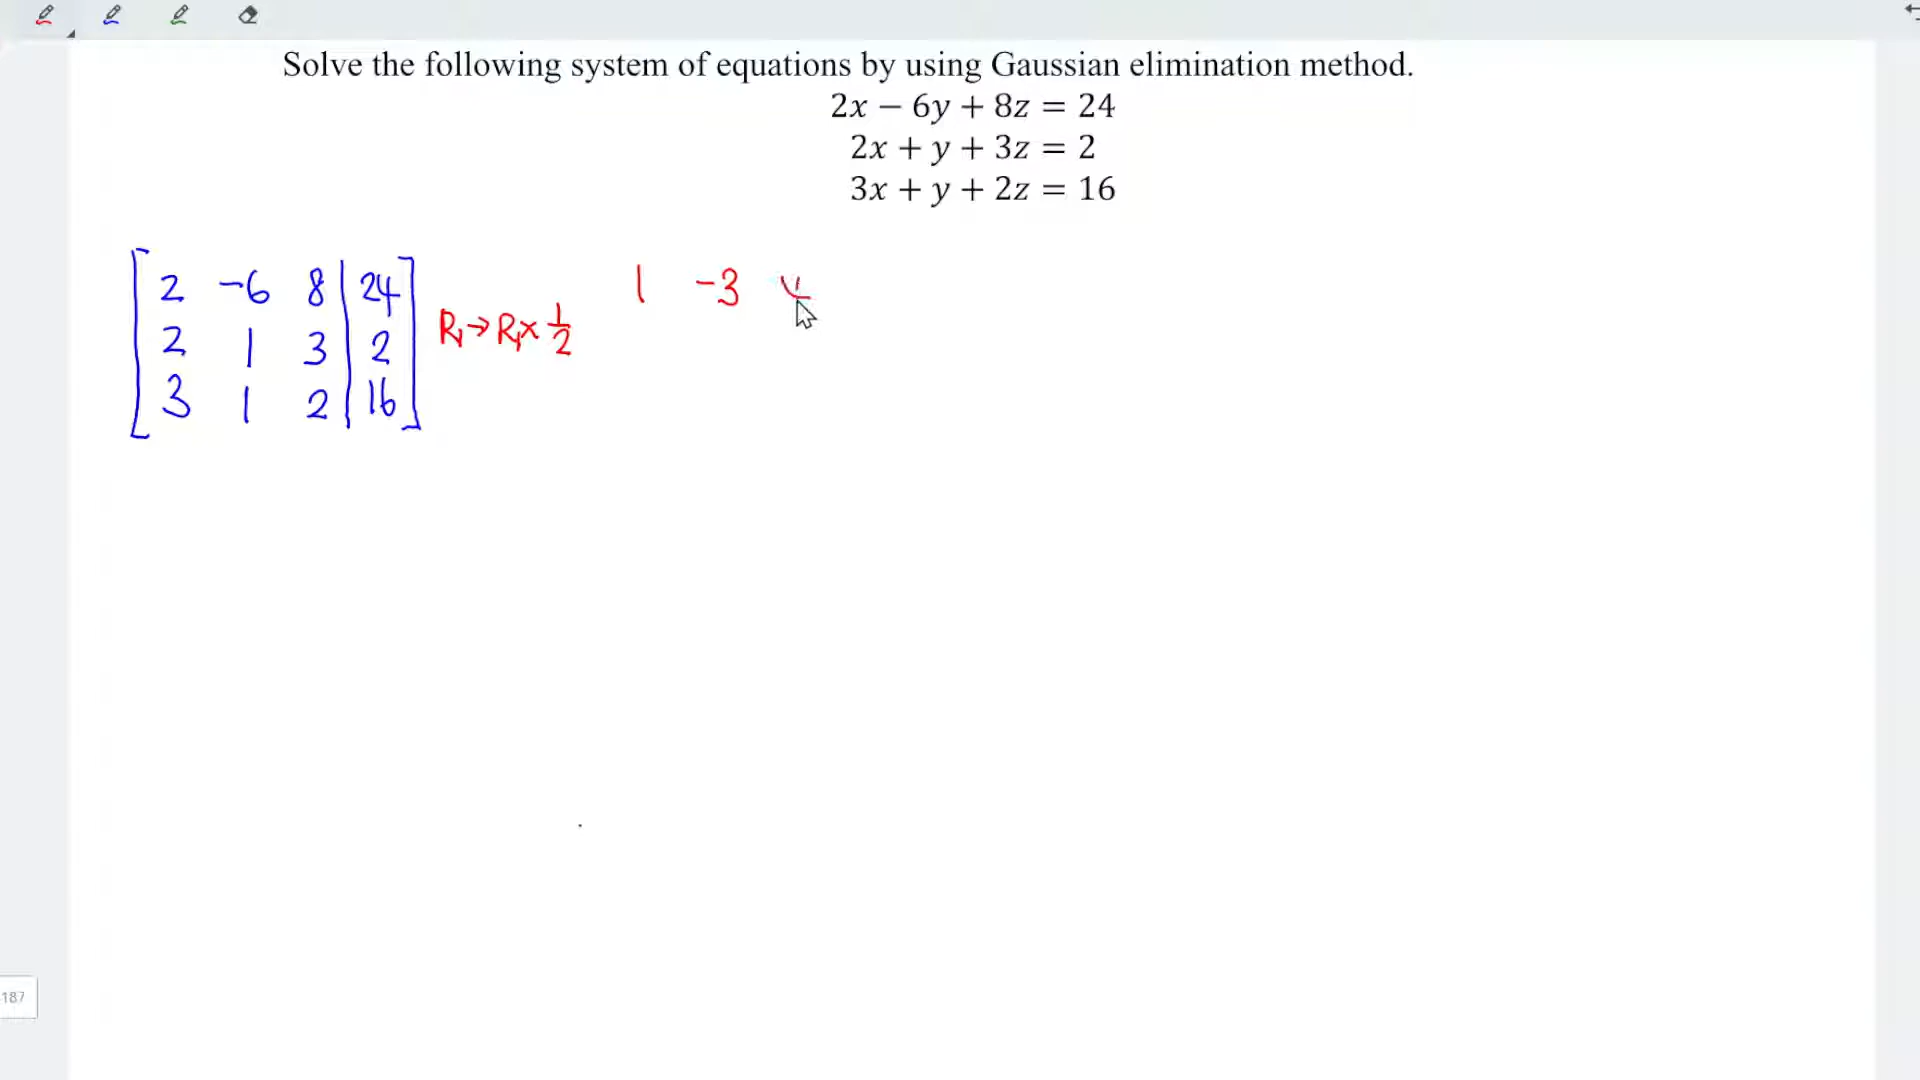 Solve the following system of equations by using Gaussian elimination method.
2x − 6y + 8z = 24
2x + y + 3z = 2
3x + y + 2z = 16
2 -6 8 | 24
2 1 3 | 2
3 1 2 | 16
R₁→R₁× 1/2
1 -3 4
187